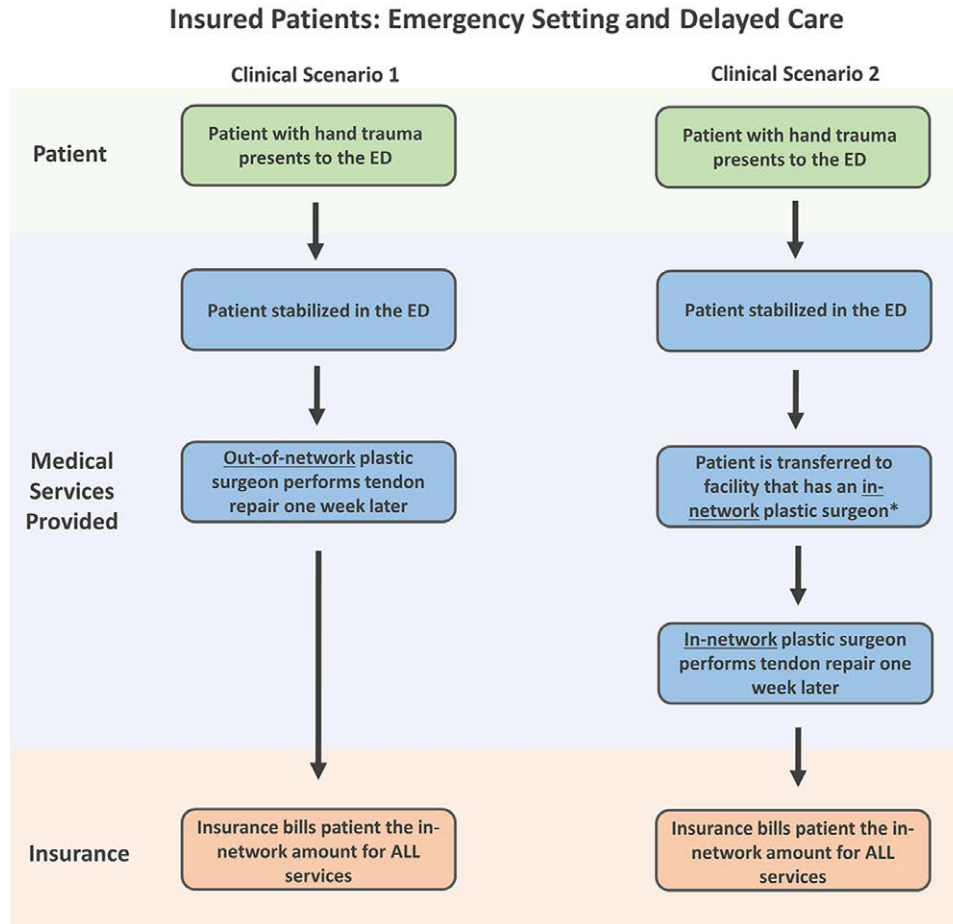 Insured Patients: Emergency Setting and Delayed Care
Clinical Scenario 1
Clinical Scenario 2
Patient
Patient with hand trauma
presents to the ED
Patient with hand trauma
presents to the ED
Medical
Services
Provided
Patient stabilized in the ED
Patient stabilized in the ED
Out-of-network plastic
surgeon performs tendon
repair one week later
Patient is transferred to
facility that has an in-
network plastic surgeon*
In-network plastic surgeon
performs tendon repair one
week later
Insurance
Insurance bills patient the in-
network amount for ALL
services
Insurance bills patient the in-
network amount for ALL
services